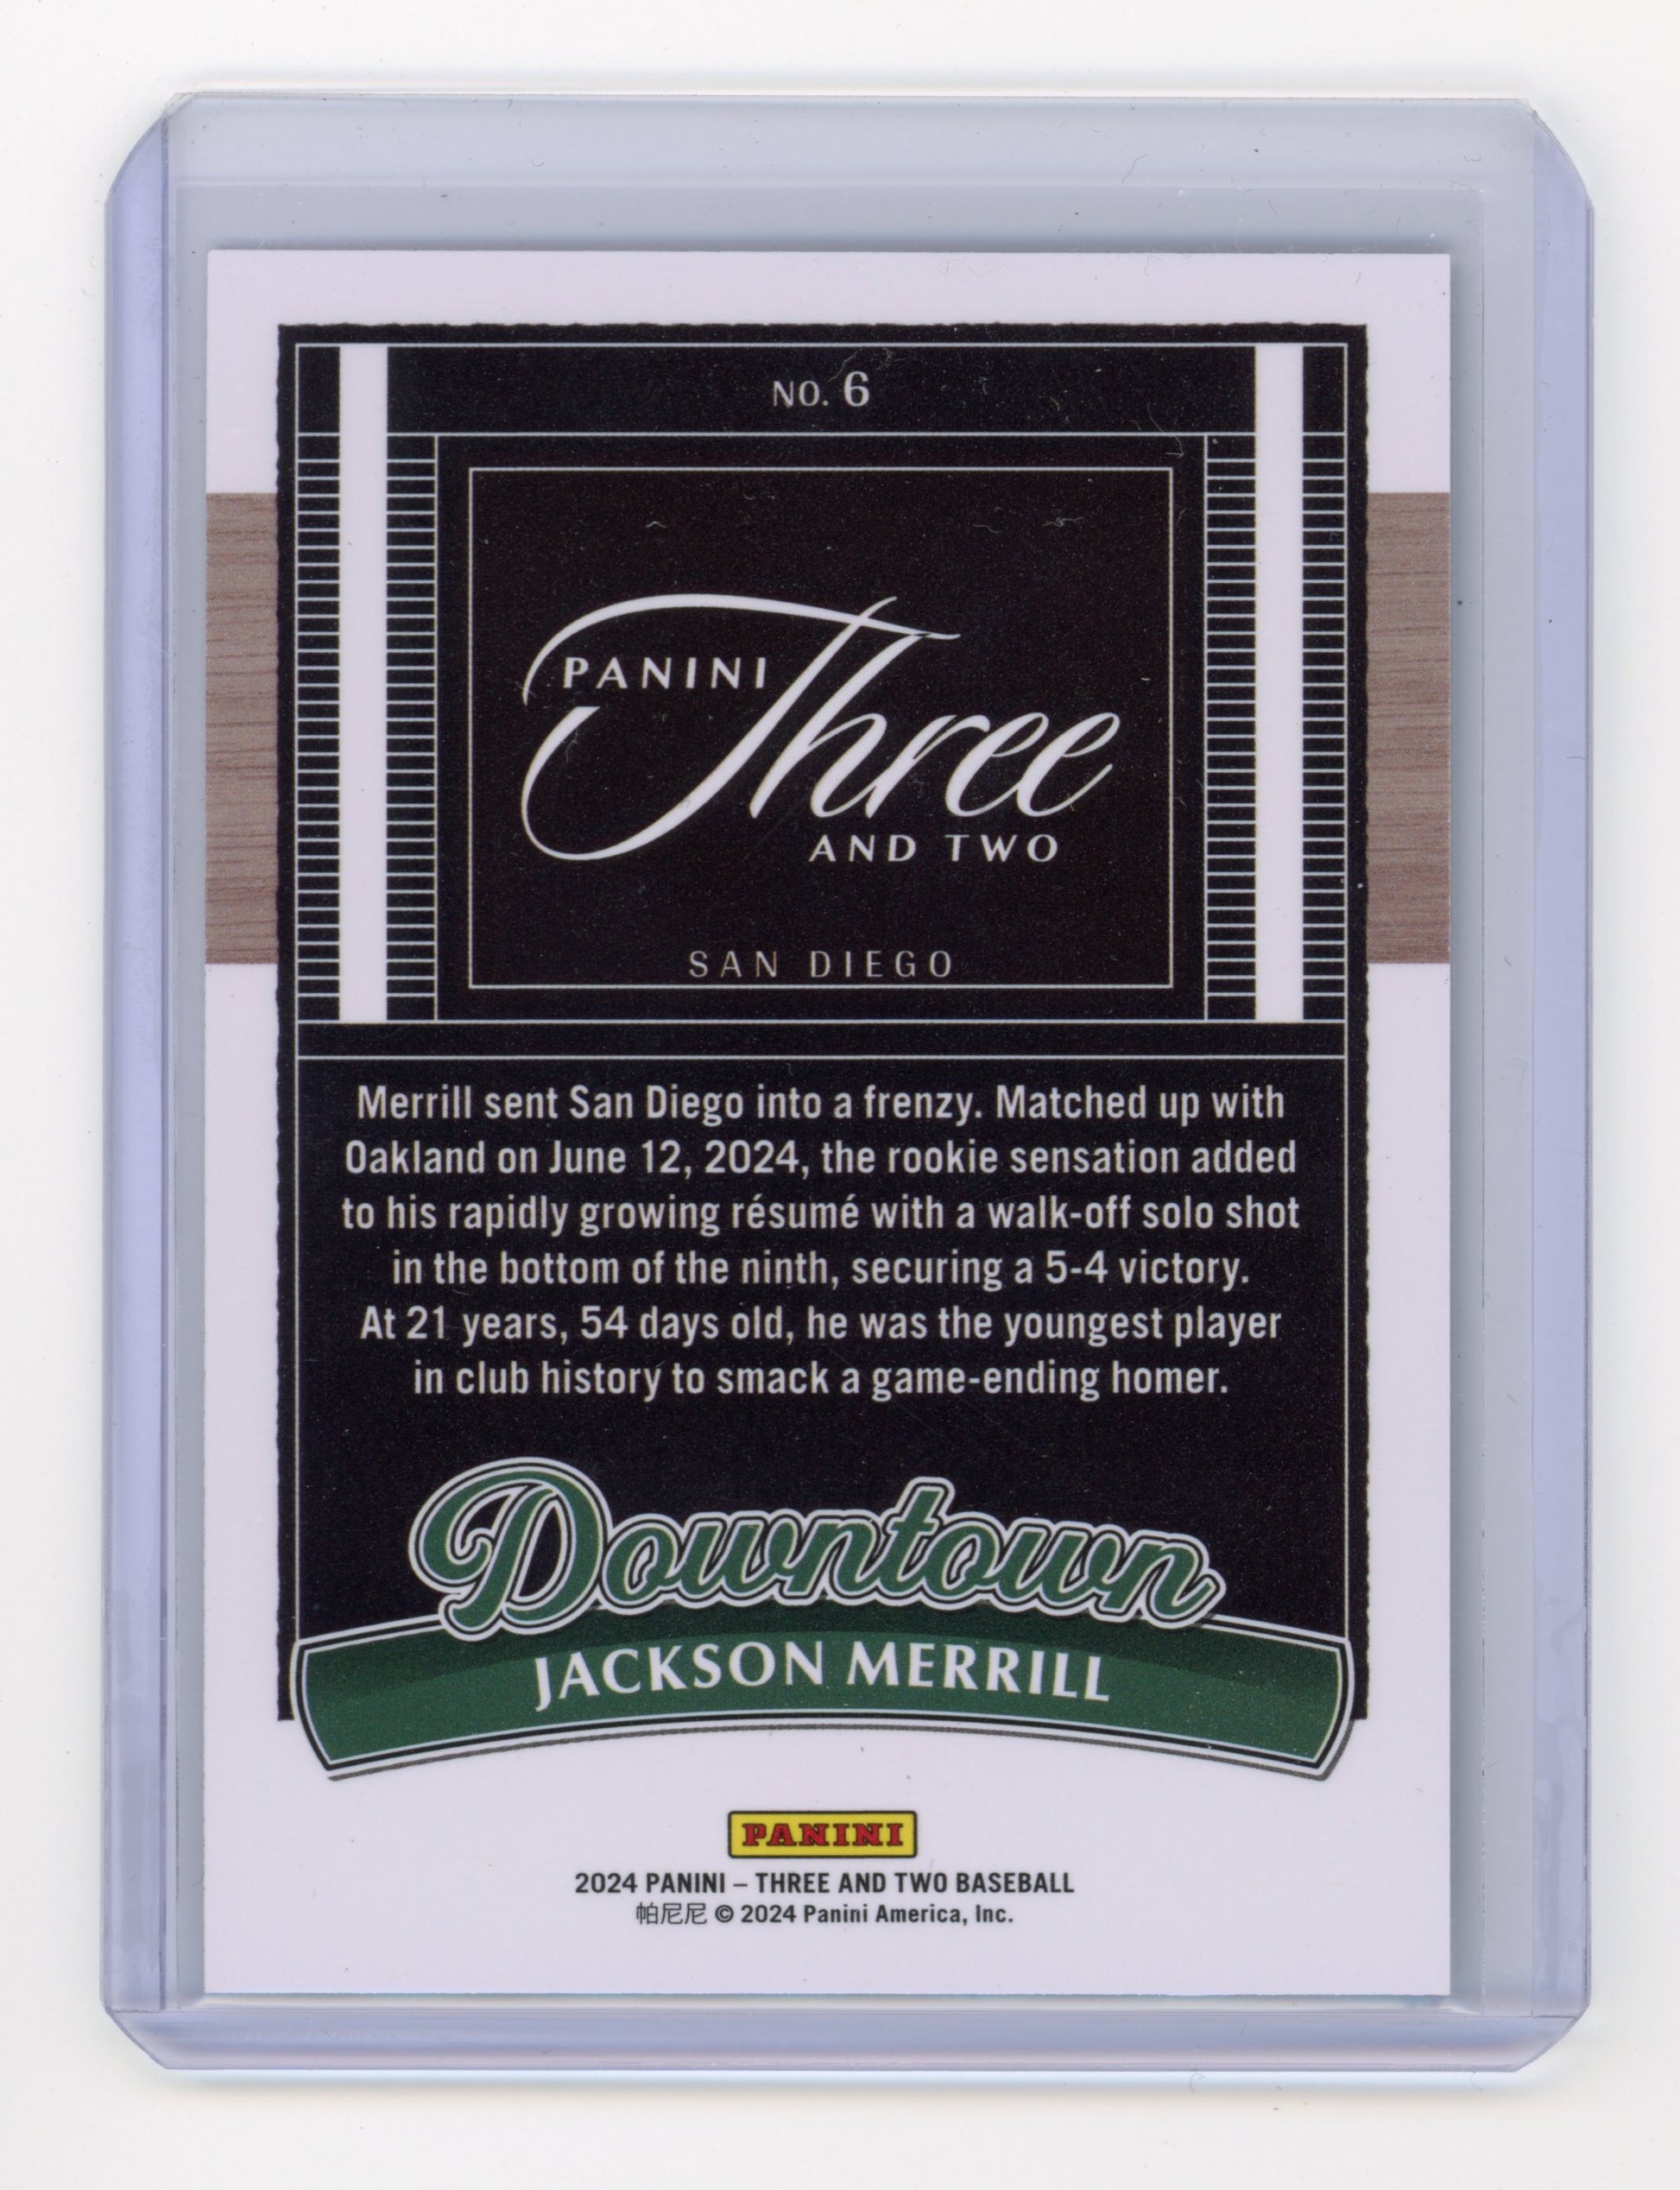 NO. 6
PANINI
Three
AND TWO
SAN DIEGO
Merrill sent San Diego into a frenzy. Matched up with
Oakland on June 12, 2024, the rookie sensation added
to his rapidly growing résumé with a walk-off solo shot
in the bottom of the ninth, securing a 5-4 victory.
At 21 years, 54 days old, he was the youngest player
in club history to smack a game-ending homer.
Downtown
JACKSON MERRILL
PANINI
2024 PANINI – THREE AND TWO BASEBALL
帕尼尼 © 2024 Panini America, Inc.